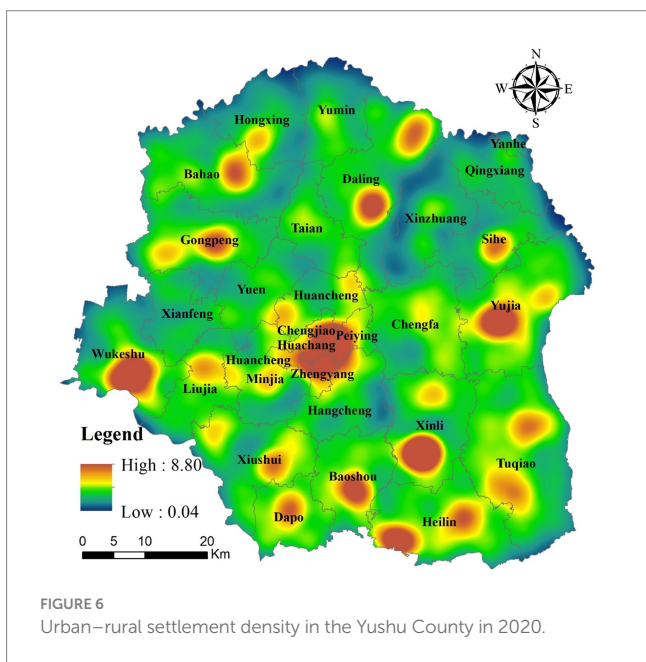 N
W E
S
Hongxing
Yumin
Yanhe
Qingxiang
Bahao
Daling
Xinzhuang
Taian
Gongpeng
Sihe
Yuen
Huancheng
Xianfeng
Yujia
Chengjiao
Peiying
Chengfa
Huachang
Wukeshu
Huancheng
Minjia
Zhengyang
Liujia
Hangcheng
Xinli
Legend
High : 8.80
Low : 0.04
Xiushui
Baoshou
Tuqiao
Dapo
Heilin
0 5 10 20
Km
FIGURE 6
Urban–rural settlement density in the Yushu County in 2020.